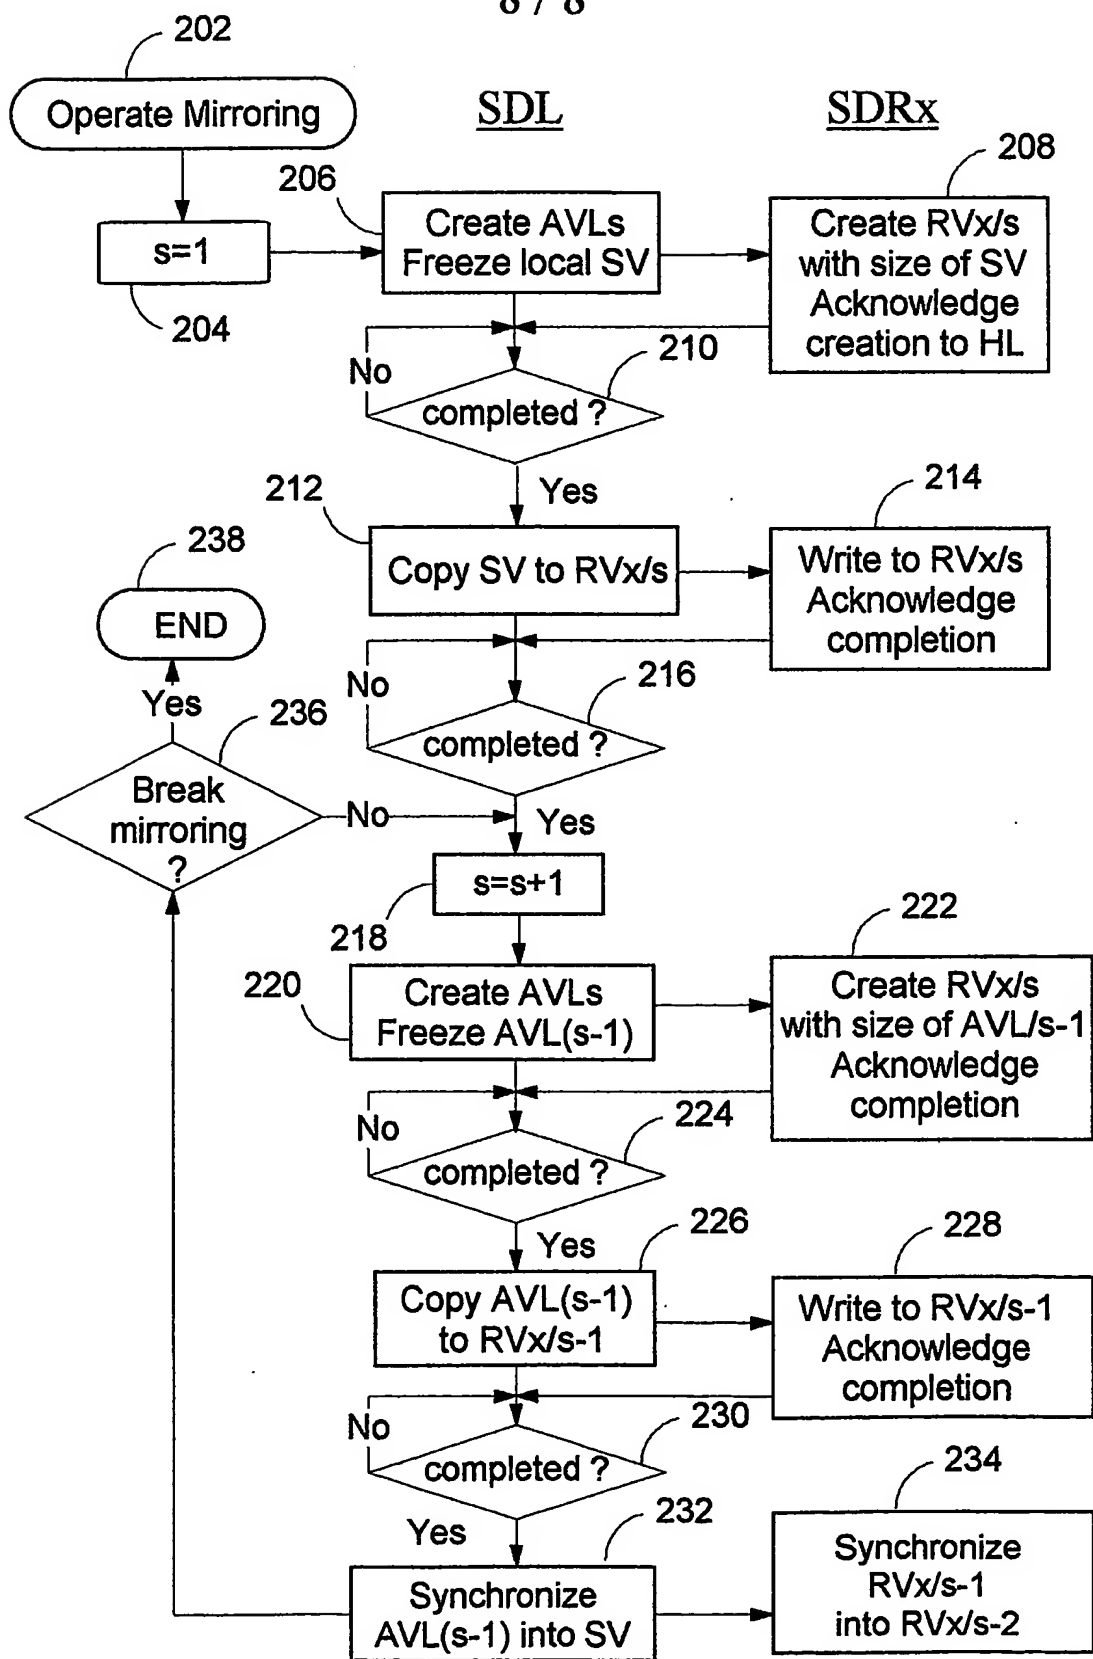 8 / 8
202
Operate Mirroring
SDL
SDRx
206
208
s=1
204
Create AVLs
Freeze local SV
Create RVx/s
with size of SV
Acknowledge
creation to HL
210
No
completed ?
Yes
212
214
Copy SV to RVx/s
Write to RVx/s
Acknowledge
completion
238
END
No
216
Yes
236
completed ?
Break
mirroring
?
No
Yes
s=s+1
218
222
220
Create AVLs
Freeze AVL(s-1)
Create RVx/s
with size of AVL/s-1
Acknowledge
completion
224
No
completed ?
Yes
226
228
Copy AVL(s-1)
to RVx/s-1
Write to RVx/s-1
Acknowledge
completion
230
No
completed ?
234
Yes
232
Synchronize
AVL(s-1) into SV
Synchronize
RVx/s-1
into RVx/s-2